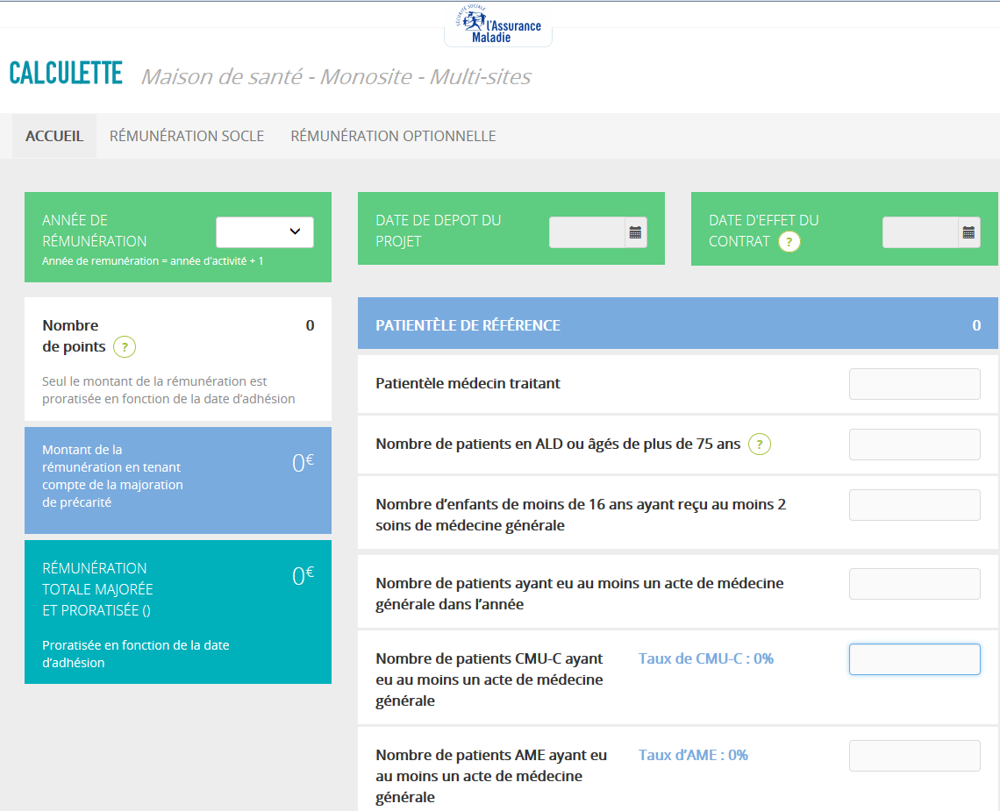 SÉCURITÉ SOCIALE
l'Assurance
Maladie
CALCULETTE Maison de santé - Monosite - Multi-sites
ACCUEIL RÉMUNÉRATION SOCLE RÉMUNÉRATION OPTIONNELLE
ANNÉE DE
RÉMUNÉRATION
Année de remunération = année d'activité + 1
DATE DE DEPOT DU
PROJET
DATE D'EFFET DU
CONTRAT ?
Nombre 0
de points ?
Seul le montant de la rémunération est
proratisée en fonction de la date d’adhésion
Montant de la
rémunération en tenant
compte de la majoration
de précarité
0€
RÉMUNÉRATION
TOTALE MAJORÉE
ET PRORATISÉE ()
0€
Proratisée en fonction de la date
d’adhésion
PATIENTÈLE DE RÉFÉRENCE 0
Patientèle médecin traitant
Nombre de patients en ALD ou âgés de plus de 75 ans ?
Nombre d’enfants de moins de 16 ans ayant reçu au moins 2
soins de médecine générale
Nombre de patients ayant eu au moins un acte de médecine
générale dans l’année
Nombre de patients CMU-C ayant
eu au moins un acte de médecine
générale
Taux de CMU-C : 0%
Nombre de patients AME ayant eu
au moins un acte de médecine
générale
Taux d’AME : 0%